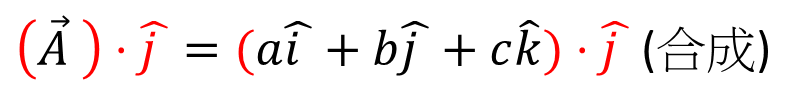 (A⃗ ) · ĵ = (aî + bĵ + ck̂) · ĵ (合成)